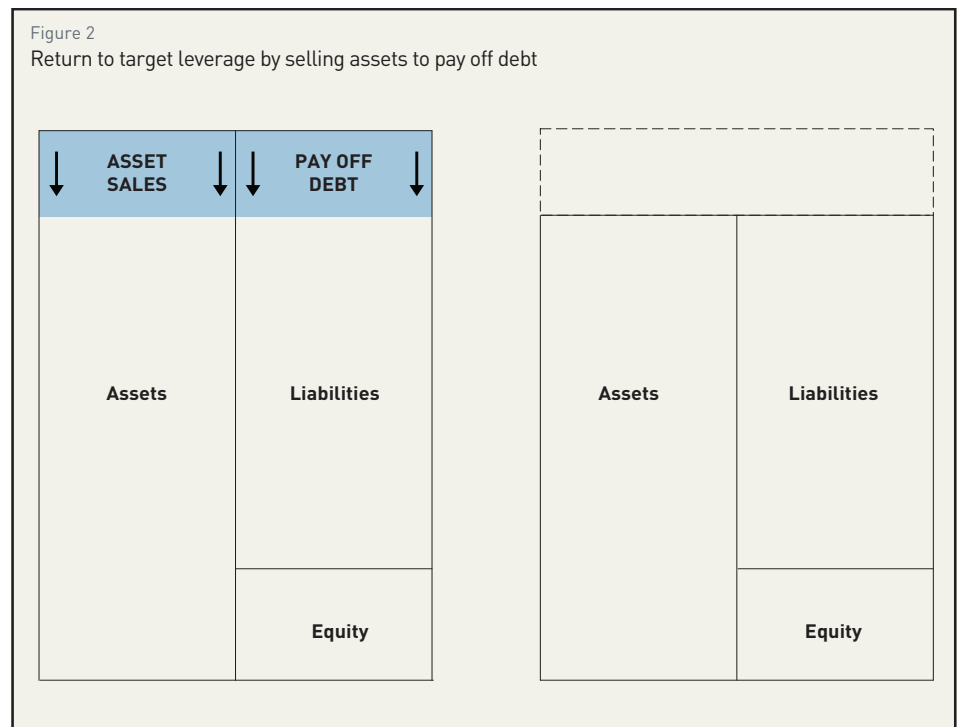 Figure 2
Return to target leverage by selling assets to pay off debt
ASSET
SALES
PAY OFF
DEBT
Assets
Liabilities
Equity
Assets
Liabilities
Equity